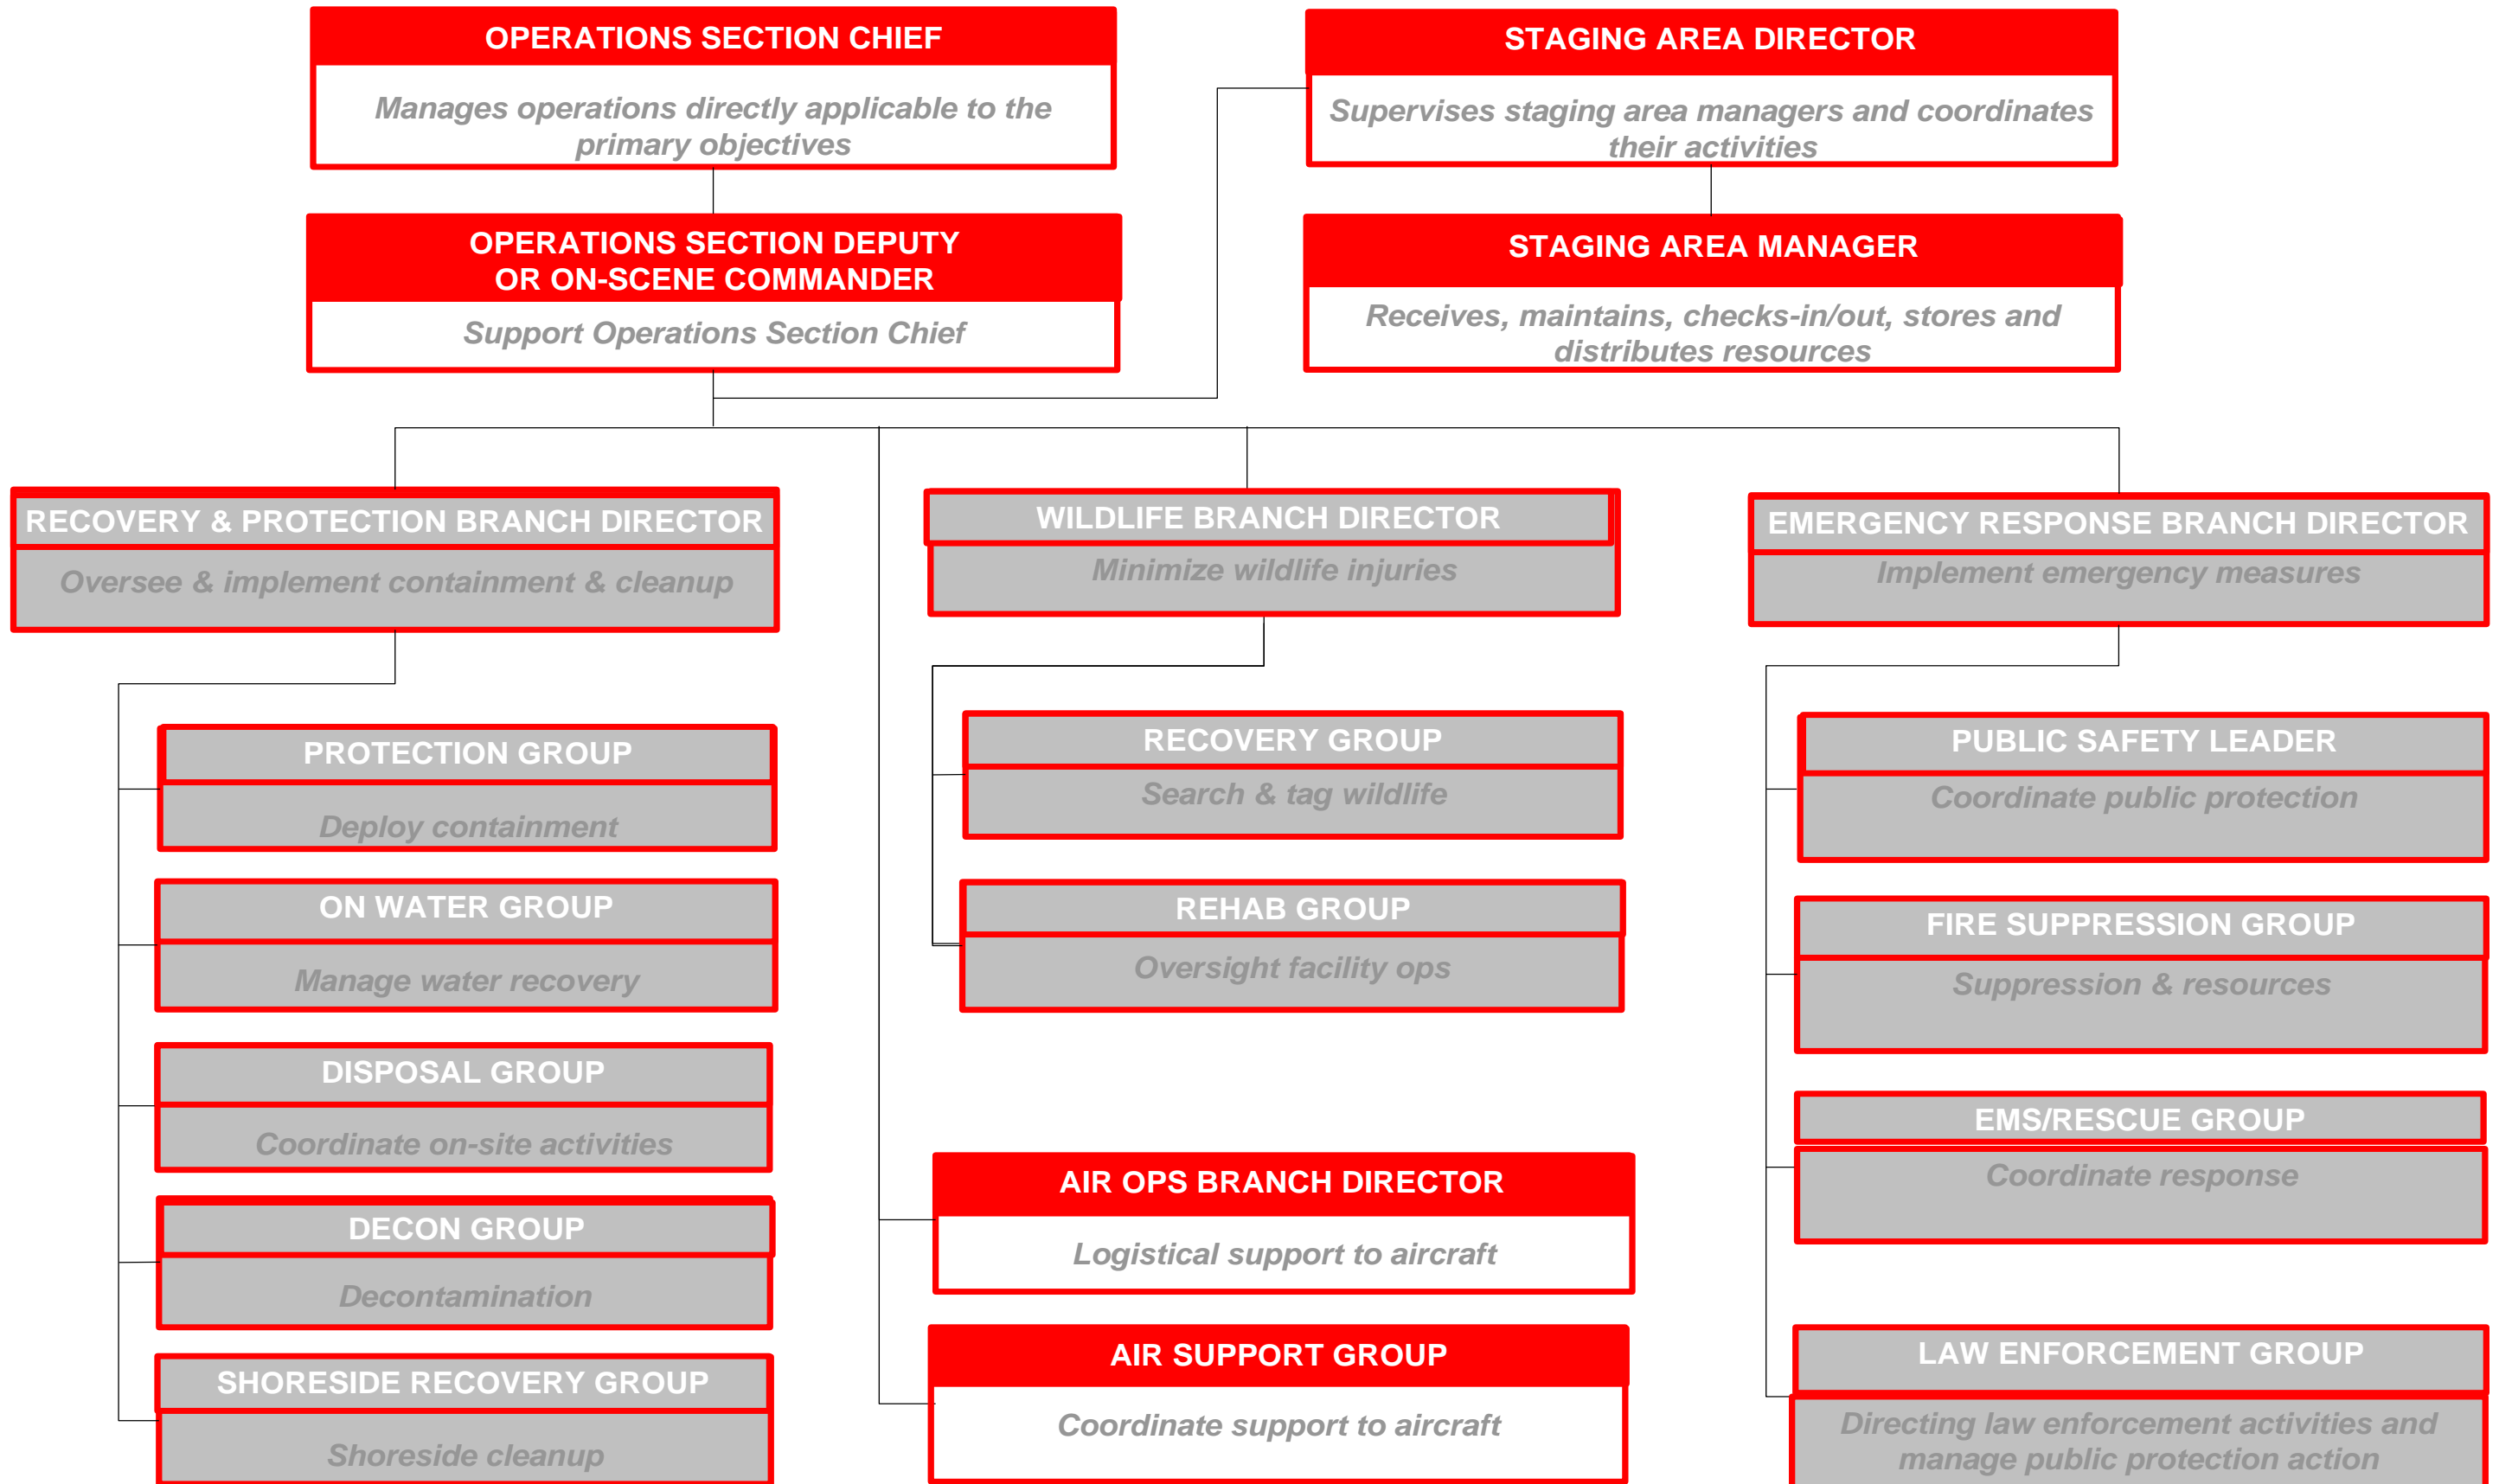 OPERATIONS SECTION CHIEF
Manages operations directly applicable to the
primary objectives
STAGING AREA DIRECTOR
Supervises staging area managers and coordinates
their activities
OPERATIONS SECTION DEPUTY
OR ON-SCENE COMMANDER
Support Operations Section Chief
STAGING AREA MANAGER
Receives, maintains, checks-in/out, stores and
distributes resources
RECOVERY & PROTECTION BRANCH DIRECTOR
Oversee & implement containment & cleanup
PROTECTION GROUP
Deploy containment
ON WATER GROUP
Manage water recovery
DISPOSAL GROUP
Coordinate on-site activities
DECON GROUP
Decontamination
SHORESIDE RECOVERY GROUP
Shoreside cleanup
WILDLIFE BRANCH DIRECTOR
Minimize wildlife injuries
RECOVERY GROUP
Search & tag wildlife
REHAB GROUP
Oversight facility ops
AIR OPS BRANCH DIRECTOR
Logistical support to aircraft
AIR SUPPORT GROUP
Coordinate support to aircraft
EMERGENCY RESPONSE BRANCH DIRECTOR
Implement emergency measures
PUBLIC SAFETY LEADER
Coordinate public protection
FIRE SUPPRESSION GROUP
Suppression & resources
EMS/RESCUE GROUP
Coordinate response
LAW ENFORCEMENT GROUP
Directing law enforcement activities and
manage public protection action